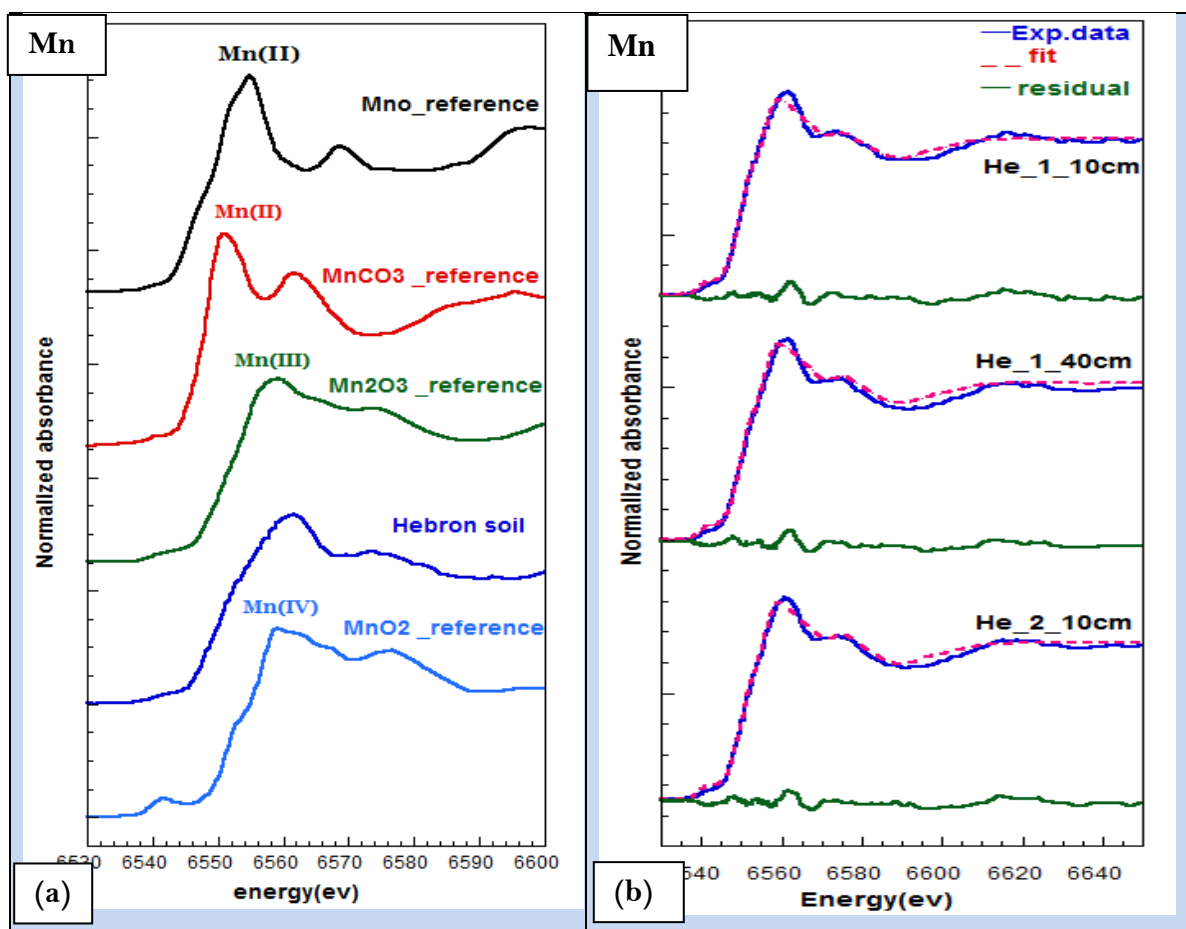 Mn
Mn(II)
Mno_reference
Mn(II)
MnCO3 _reference
Mn(III)
Mn2O3 _reference
Hebron soil
Mn(IV)
MnO2 _reference
Normalized absorbance
6540 6550 6560 6570 6580 6590 6600
energy(ev)
(a)
Mn
Exp.data
_ _ fit
residual
He_1_10cm
He_1_40cm
He_2_10cm
Normalized absorbance
6560 6580 6600 6620 6640
Energy(ev)
(b)